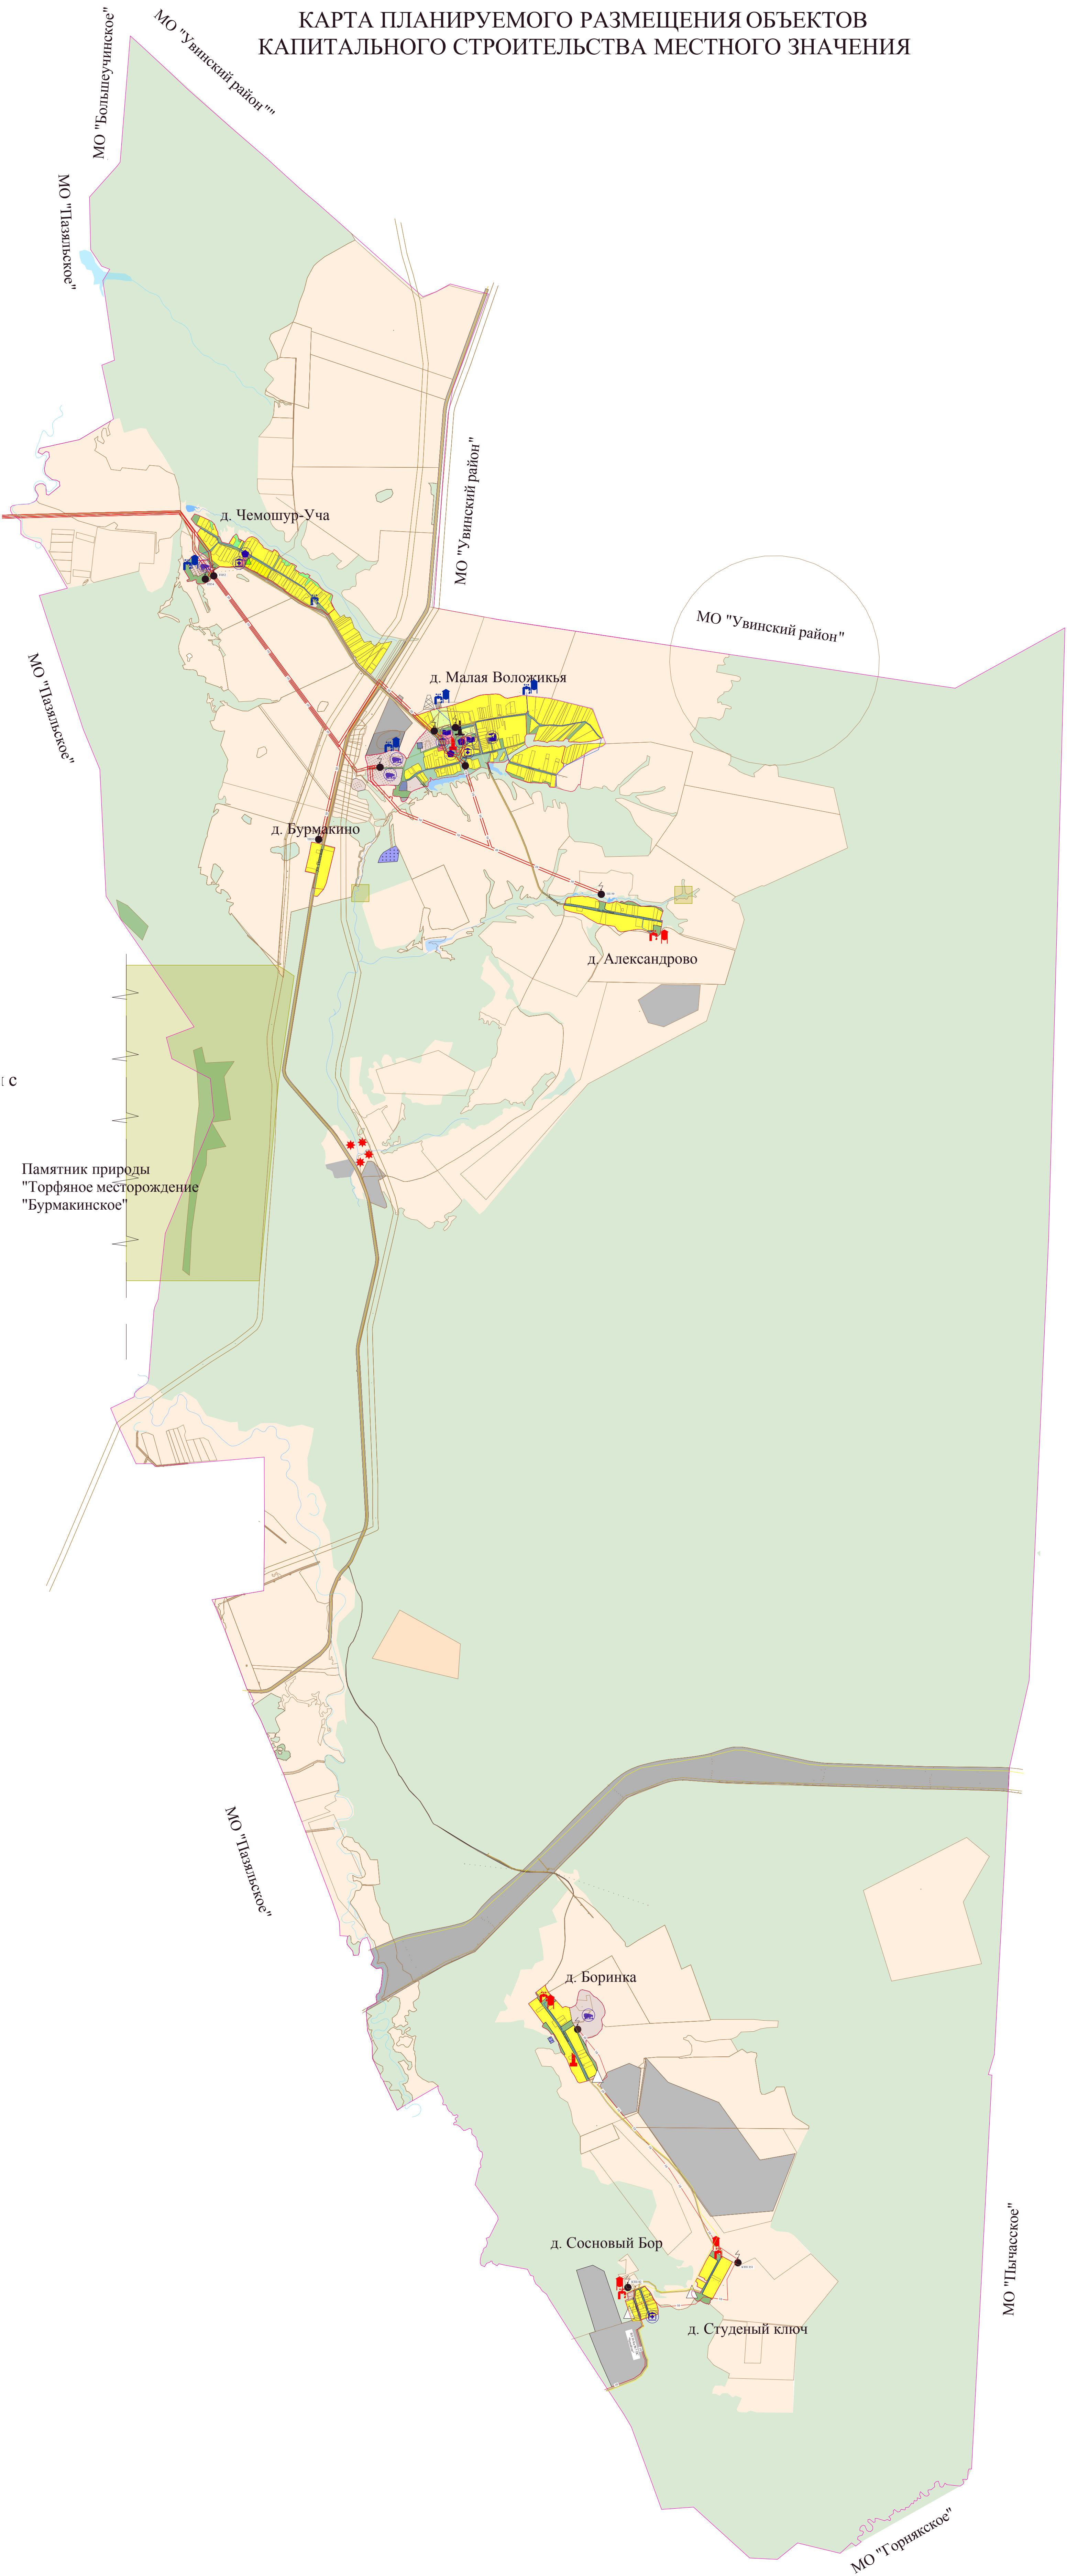 КАРТА ПЛАНИРУЕМОГО РАЗМЕЩЕНИЯ ОБЪЕКТОВ
КАПИТАЛЬНОГО СТРОИТЕЛЬСТВА МЕСТНОГО ЗНАЧЕНИЯ
МО "Большеучинское"
МО "Увинский район""
МО "Пазяльское"
МО "Увинский район"
д. Чемошур-Уча
МО "Увинский район"
МО "Пазяльское"
д. Малая Воложикья
д. Бурмакино
д. Александрово
с
Памятник природы
"Торфяное месторождение
"Бурмакинское"
МО "Пазяльское"
д. Боринка
д. Сосновый Бор
д. Студеный ключ
МО "Пычасское"
МО "Горнякское"